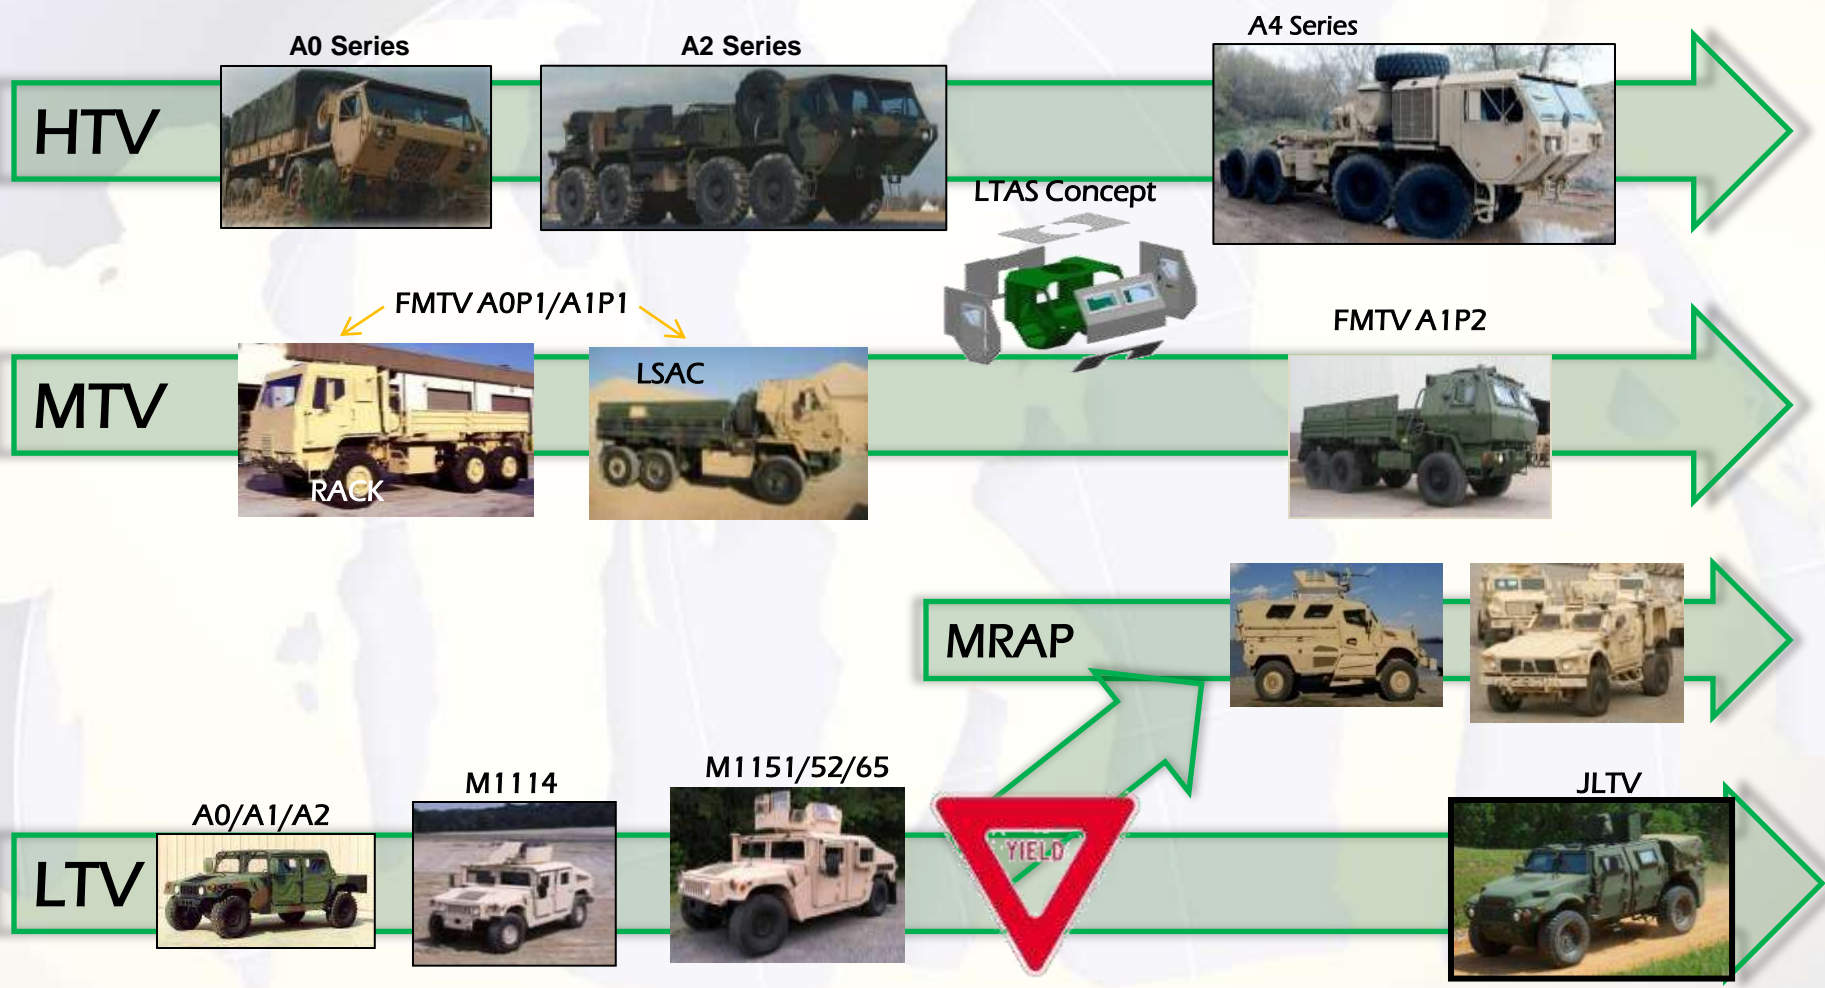 A0 Series
A2 Series
A4 Series
HTV
LTAS Concept
FMTV A0P1/A1P1
FMTV A1P2
MTV
LSAC
RACK
MRAP
M1151/52/65
M1114
JLTV
A0/A1/A2
LTV
YIELD